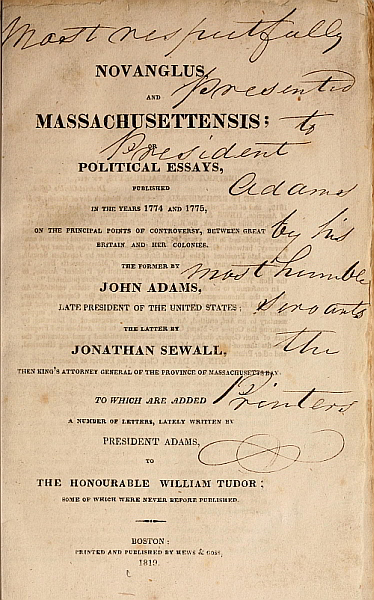 Most respectfully
NOVANGLUS,
Presented
AND
MASSACHUSETTENSIS;
to
President
OR
POLITICAL ESSAYS,
PUBLISHED
Adams
IN THE YEARS 1774 AND 1775,
ON THE PRINCIPAL POINTS OF CONTROVERSY, BETWEEN GREAT
by his
BRITAIN AND HER COLONIES.
THE FORMER BY
most humble
JOHN ADAMS,
LATE PRESIDENT OF THE UNITED STATES;
servants
THE LATTER BY
JONATHAN SEWALL,
the
THEN KING'S ATTORNEY GENERAL OF THE PROVINCE OF MASSACHUSETTS BAY.
TO WHICH ARE ADDED
Printers
A NUMBER OF LETTERS, LATELY WRITTEN BY
PRESIDENT ADAMS,
TO
THE HONOURABLE WILLIAM TUDOR;
SOME OF WHICH WERE NEVER BEFORE PUBLISHED.
BOSTON:
PRINTED AND PUBLISHED BY HEWS & GOSS,
1819.